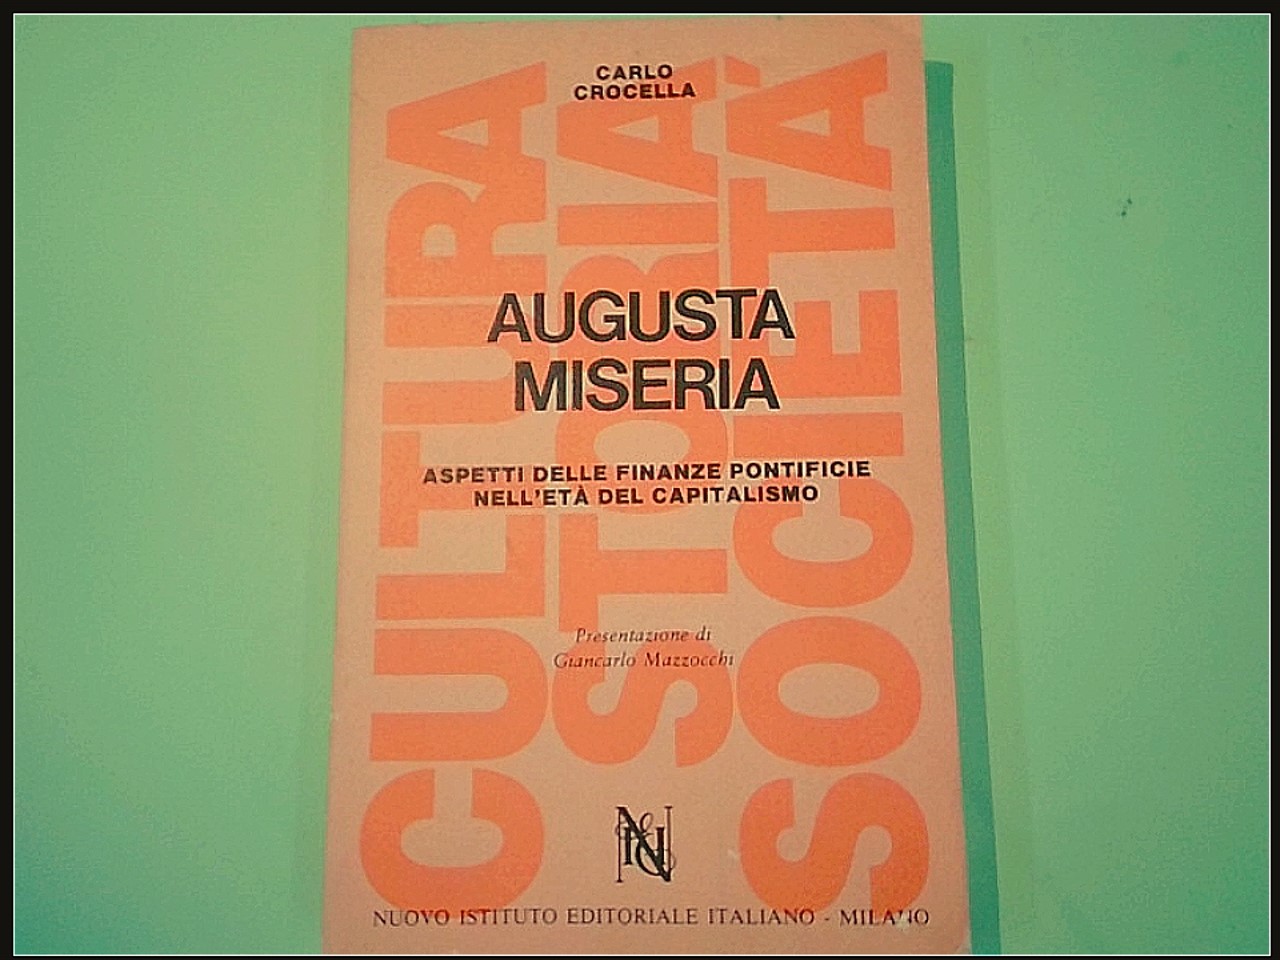 CARLO
CROCELLA
CULTURA
STORIA
SOCIETÀ
AUGUSTA
MISERIA
ASPETTI DELLE FINANZE PONTIFICIE
NELL'ETÀ DEL CAPITALISMO
Presentazione di
Giancarlo Mazzocchi
NUOVO ISTITUTO EDITORIALE ITALIANO - MILANO